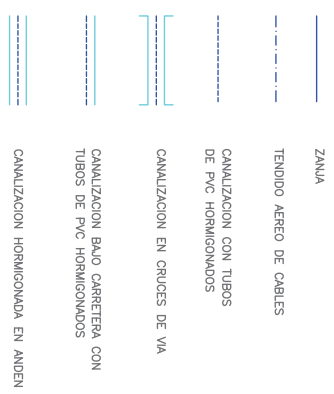 ZANJA
TENDIDO AEREO DE CABLES
CANALIZACION CON TUBOS
DE PVC HORMIGONADOS
CANALIZACION EN CRUCES DE VIA
CANALIZACION BAJO CARRETERA CON
TUBOS DE PVC HORMIGONADOS
CANALIZACION HORMIGONADA EN ANDEN